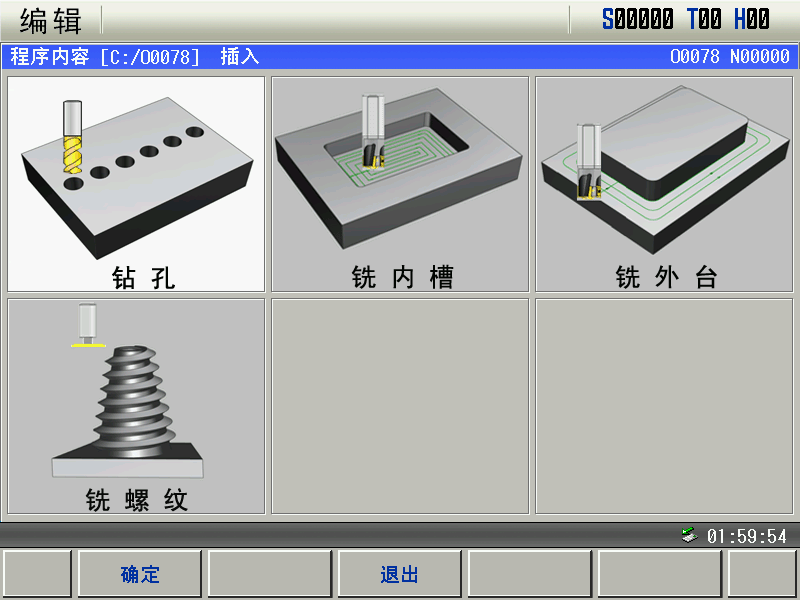 编辑 S00000 T00 H00
程序内容 [C:/O0078] 插入 O0078 N00000
钻孔 铣内槽 铣外台
铣螺纹
01:59:54
确定 退出